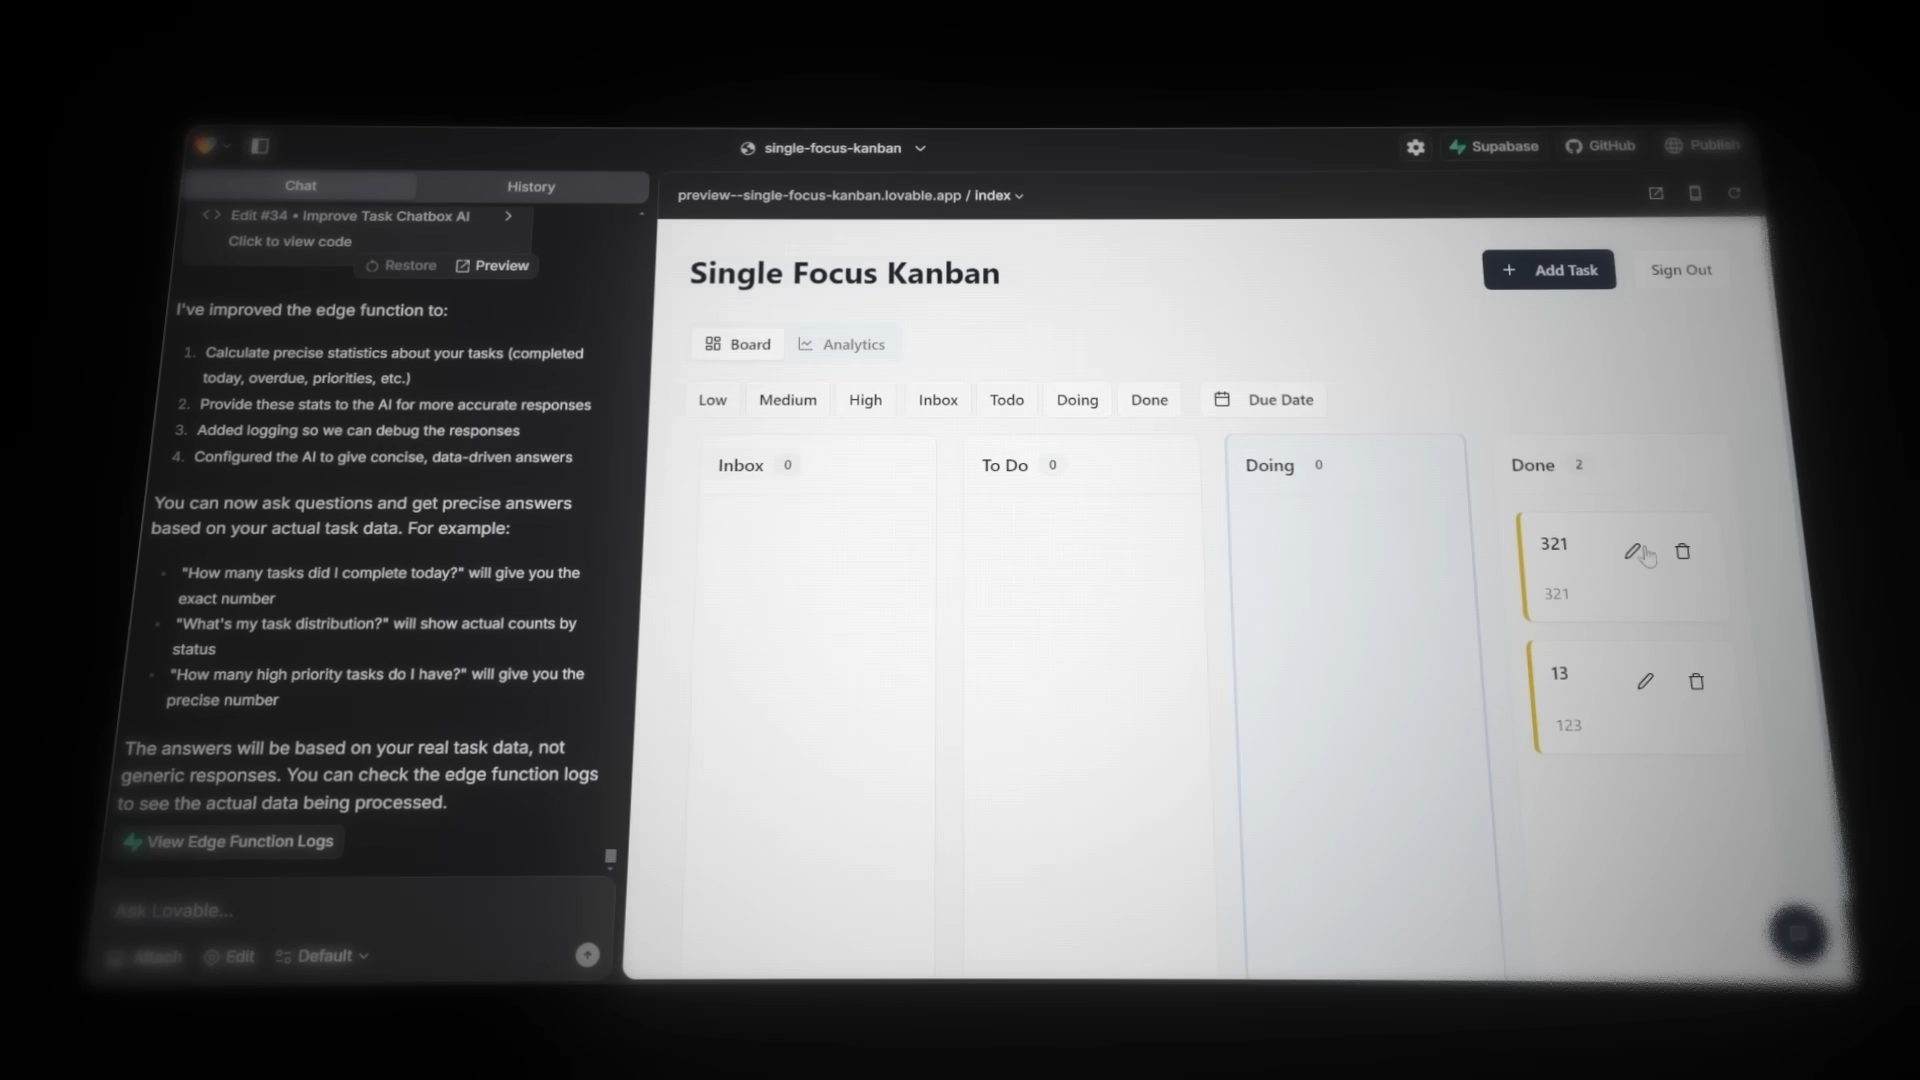 single-focus-kanban
Supabase
GitHub
Publish
Chat
History
preview--single-focus-kanban.lovable.app / index
Edit #34 • Improve Task Chatbox AI
Click to view code
Restore
Preview
I've improved the edge function to:
1. Calculate precise statistics about your tasks (completed
today, overdue, priorities, etc.)
2. Provide these stats to the AI for more accurate responses
3. Added logging so we can debug the responses
4. Configured the AI to give concise, data-driven answers
You can now ask questions and get precise answers
based on your actual task data. For example:
"How many tasks did I complete today?" will give you the
exact number
"What's my task distribution?" will show actual counts by
status
"How many high priority tasks do I have?" will give you the
precise number
The answers will be based on your real task data, not
generic responses. You can check the edge function logs
to see the actual data being processed.
View Edge Function Logs
Ask Lovable...
Attach
Edit
Default
Single Focus Kanban
+ Add Task
Sign Out
Board
Analytics
Low
Medium
High
Inbox
Todo
Doing
Done
Due Date
Inbox 0
To Do 0
Doing 0
Done 2
321
321
13
123